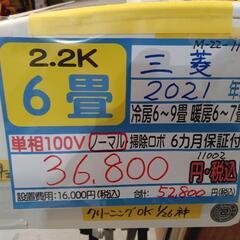 M-22-
2.2K 三菱
6畳 2021年
冷房6〜9畳 暖房6〜7畳
単相100V ノーマル 掃除ロボ 6カ月保証付
11002
36,800円・税込
設置費用:16,000円(税込) 合計: 52,800円(税込)
クリーニングOK 1/26 神